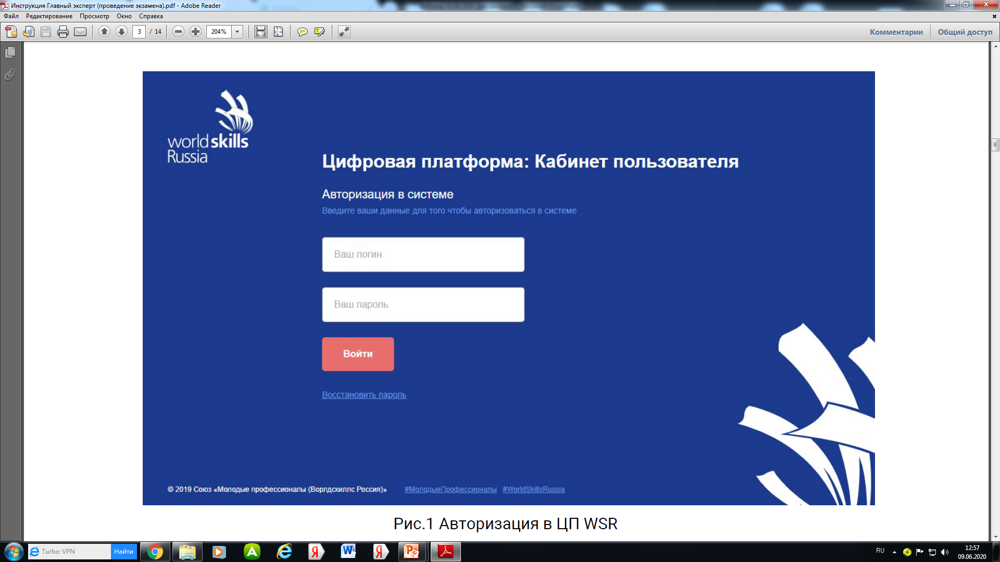 Инструкция Главный эксперт (проведение экзамена).pdf - Adobe Reader
Файл Редактирование Просмотр Окно Справка
3 / 14 204% Комментарии Общий доступ
world skills
Russia
Цифровая платформа: Кабинет пользователя
Авторизация в системе
Введите ваши данные для того чтобы авторизоваться в системе
Ваш логин
Ваш пароль
Войти
Восстановить пароль
© 2019 Союз «Молодые профессионалы (Ворлдскиллс Россия)» #МолодыеПрофессионалы #WorldSkillsRussia
Рис.1 Авторизация в ЦП WSR
Turbo VPN Найти RU 12:57
09.06.2020